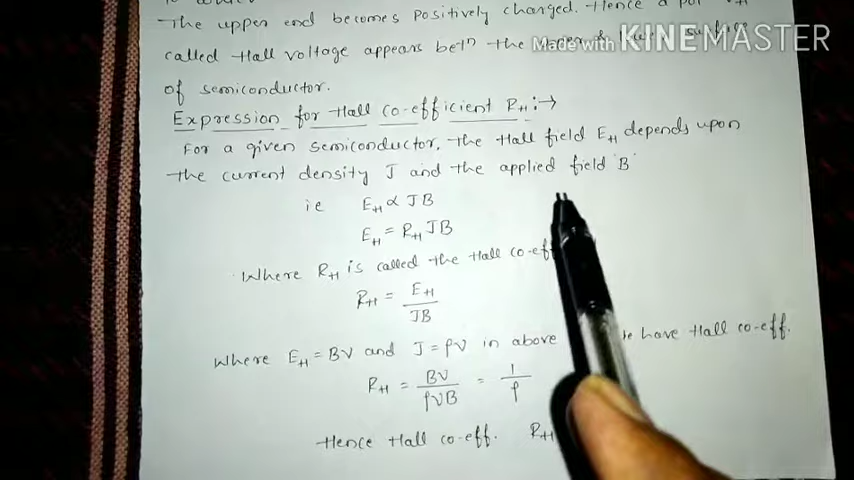 The upper end becomes positively charged. Hence a
called Hall voltage appears betn the
of semiconductor.
Made with KINEMASTER
Expression for Hall co-efficient RH :→
For a given semiconductor, the Hall field EH depends upon
the current density J and the applied field 'B'
ie EH ∝ JB
EH = RH JB
Where RH is called the Hall
RH = EH / JB
Where EH = BV and J = ρV in above have Hall co-eff.
RH = BV / ρVB = 1 / ρ
Hence Hall co-eff. RH